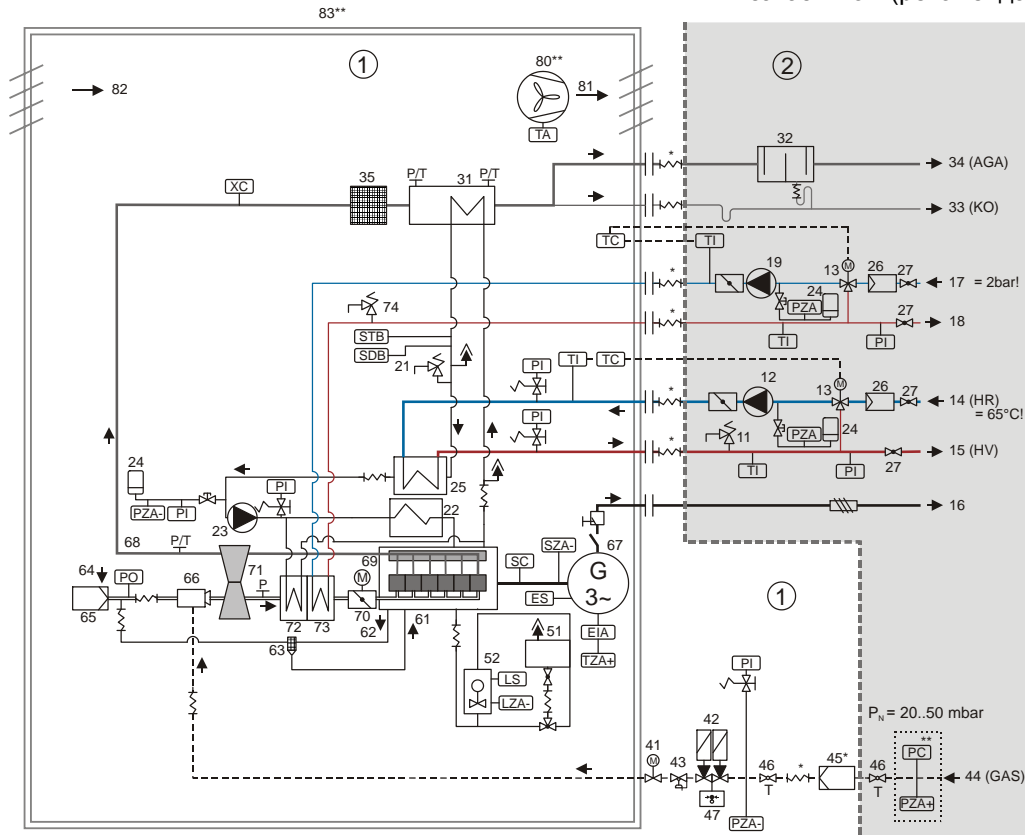 83**
1
2
82
80**
81
TA
32
34 (AGA)
XC
35
P/T
31
P/T
*
33 (KO)
*
TC
TI
M
19
13
26
27
24
PZA
17 = 2bar!
*
74
27
18
*
STB
SDB
TI
PI
21
PI
TI
TC
M
12
13
26
27
14 (HR)
= 65°C!
*
PI
11
PZA
24
15 (HV)
*
24
PI
25
TI
PI
27
PZA-
PI
23
22
16
68
P/T
69
SC
SZA-
67
64
PO
66
71
P
M
G
3~
65
ES
1
72
73
70
62
61
63
52
51
EIA
TZA+
LS
LZA-
PI
P_N = 20..50 mbar
42
41
M
43
46
T
*
45*
46
T
**
PC
44 (GAS)
47
PZA-
PZA+